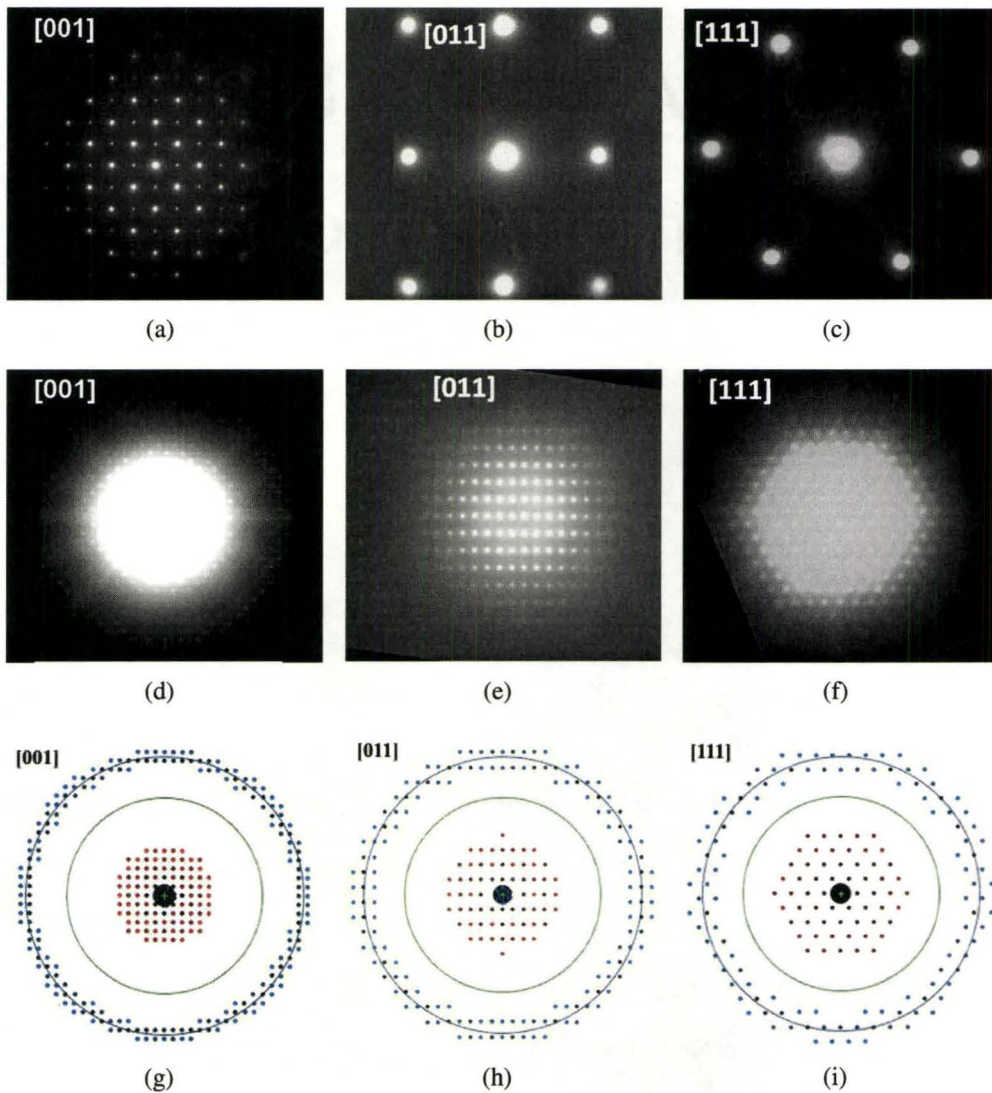 [001]
[011]
[111]
(a)
(b)
(c)
[001]
[011]
[111]
(d)
(e)
(f)
[001]
[011]
[111]
(g)
(h)
(i)